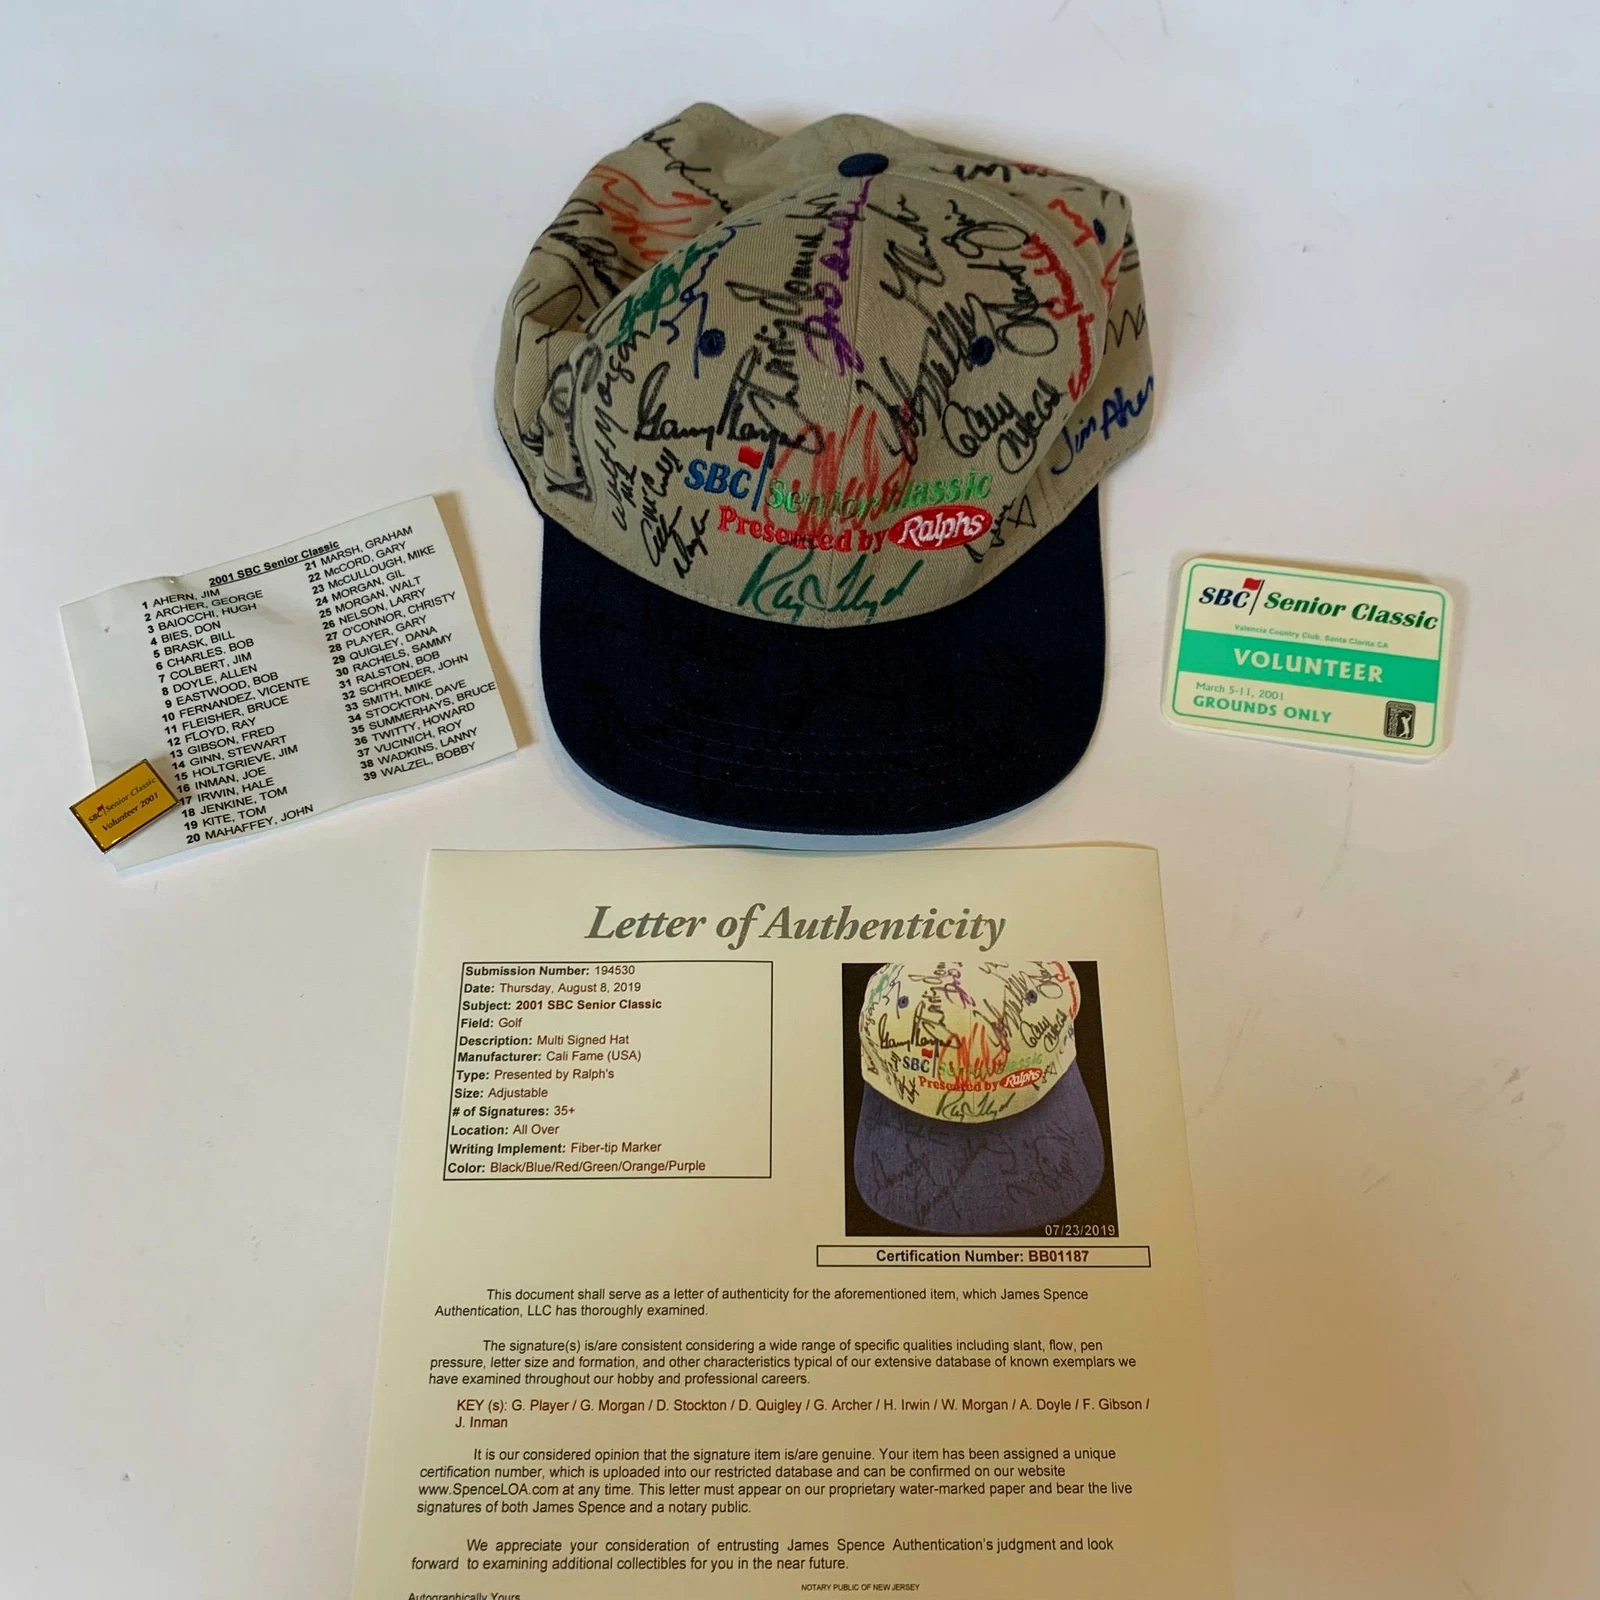 SBC Senior Classic
Presented by Ralphs
Gary Player
Larry Nelson
Ray Floyd
Jim Ahern
Walt Morgan
2001 SBC Senior Classic
1 AHERN, JIM
2 ARCHER, GEORGE
3 BAIOCCHI, HUGH
4 BIES, DON
5 BRASK, BILL
6 CHARLES, BOB
7 COLBERT, JIM
8 DOYLE, ALLEN
9 EASTWOOD, BOB
10 FERNANDEZ, VICENTE
11 FLEISHER, BRUCE
12 FLOYD, RAY
13 GIBSON, FRED
14 GINN, STEWART
15 HOLTGRIEVE, JIM
16 INMAN, JOE
17 IRWIN, HALE
18 JENKINE, TOM
19 KITE, TOM
20 MAHAFFEY, JOHN
21 MARSH, GRAHAM
22 McCORD, GARY
23 McCULLOUGH, MIKE
24 MORGAN, GIL
25 MORGAN, WALT
26 NELSON, LARRY
27 O'CONNOR, CHRISTY
28 PLAYER, GARY
29 QUIGLEY, DANA
30 RACHELS, SAMMY
31 RALSTON, BOB
32 SCHROEDER, JOHN
33 SMITH, MIKE
34 STOCKTON, DAVE
35 SUMMERHAYS, BRUCE
36 TWITTY, HOWARD
37 VUCINICH, ROY
38 WADKINS, LANNY
39 WALZEL, BOBBY
SBC Senior Classic
Volunteer 2001
SBC Senior Classic
Valencia Country Club, Santa Clarita CA
VOLUNTEER
March 5-11, 2001
GROUNDS ONLY
Letter of Authenticity
Submission Number: 194530
Date: Thursday, August 8, 2019
Subject: 2001 SBC Senior Classic
Field: Golf
Description: Multi Signed Hat
Manufacturer: Cali Fame (USA)
Type: Presented by Ralph's
Size: Adjustable
# of Signatures: 35+
Location: All Over
Writing Implement: Fiber-tip Marker
Color: Black/Blue/Red/Green/Orange/Purple
SBC Senior Classic
Presented by Ralphs
Ray Floyd
07/23/2019
Certification Number: BB01187
This document shall serve as a letter of authenticity for the aforementioned item, which James Spence
Authentication, LLC has thoroughly examined.
The signature(s) is/are consistent considering a wide range of specific qualities including slant, flow, pen
pressure, letter size and formation, and other characteristics typical of our extensive database of known exemplars we
have examined throughout our hobby and professional careers.
KEY (s): G. Player / G. Morgan / D. Stockton / D. Quigley / G. Archer / H. Irwin / W. Morgan / A. Doyle / F. Gibson /
J. Inman
It is our considered opinion that the signature item is/are genuine. Your item has been assigned a unique
certification number, which is uploaded into our restricted database and can be confirmed on our website
www.SpenceLOA.com at any time. This letter must appear on our proprietary water-marked paper and bear the live
signatures of both James Spence and a notary public.
We appreciate your consideration of entrusting James Spence Authentication's judgment and look
forward to examining additional collectibles for you in the near future.
NOTARY PUBLIC OF NEW JERSEY
Autographically Yours